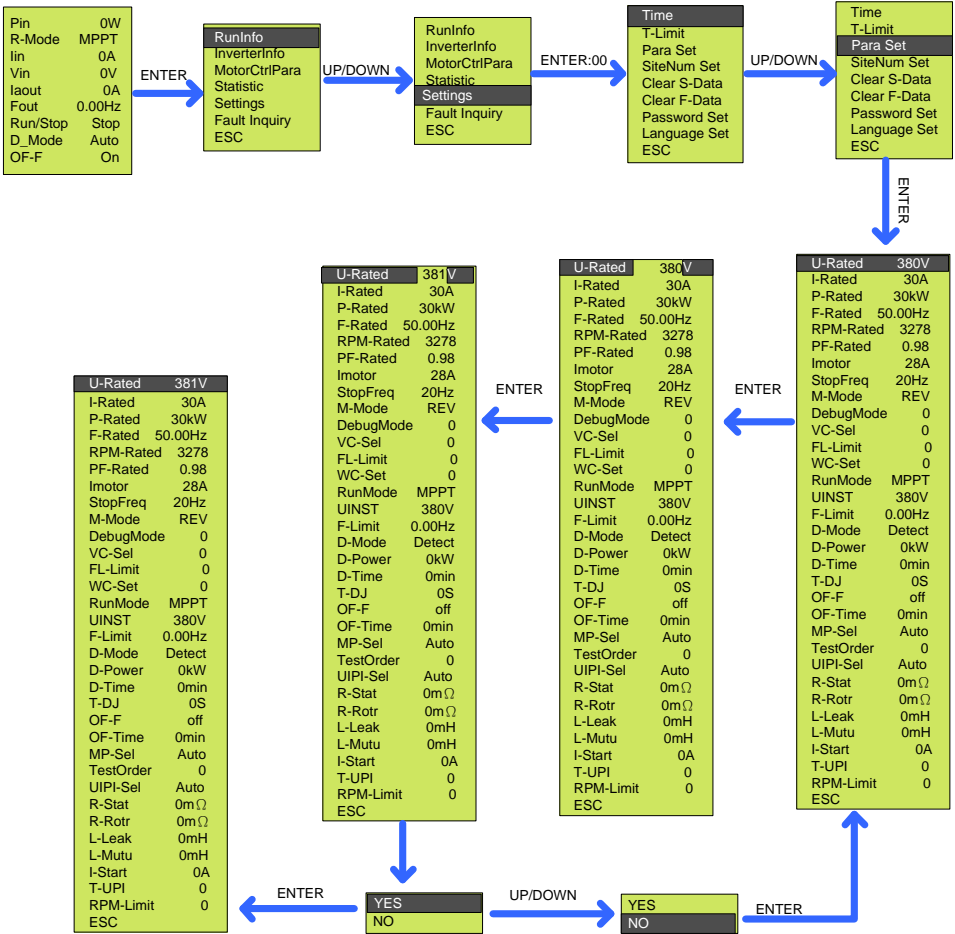 Pin 0W
R-Mode MPPT
Iin 0A
Vin 0V
Iaout 0A
Fout 0.00Hz
Run/Stop Stop
D_Mode Auto
OF-F On
ENTER
RunInfo
InverterInfo
MotorCtrlPara
Statistic
Settings
Fault Inquiry
ESC
UP/DOWN
RunInfo
InverterInfo
MotorCtrlPara
Statistic
Settings
Fault Inquiry
ESC
ENTER:00
Time
T-Limit
Para Set
SiteNum Set
Clear S-Data
Clear F-Data
Password Set
Language Set
ESC
UP/DOWN
Time
T-Limit
Para Set
SiteNum Set
Clear S-Data
Clear F-Data
Password Set
Language Set
ESC
ENTER
U-Rated 380V
I-Rated 30A
P-Rated 30kW
F-Rated 50.00Hz
RPM-Rated 3278
PF-Rated 0.98
Imotor 28A
StopFreq 20Hz
M-Mode REV
DebugMode 0
VC-Sel 0
FL-Limit 0
WC-Set 0
RunMode MPPT
UINST 380V
F-Limit 0.00Hz
D-Mode Detect
D-Power 0kW
D-Time 0min
T-DJ 0S
OF-F off
OF-Time 0min
MP-Sel Auto
TestOrder 0
UIPI-Sel Auto
R-Stat 0mΩ
R-Rotr 0mΩ
L-Leak 0mH
L-Mutu 0mH
I-Start 0A
T-UPI 0
RPM-Limit 0
ESC
ENTER
U-Rated 380V
I-Rated 30A
P-Rated 30kW
F-Rated 50.00Hz
RPM-Rated 3278
PF-Rated 0.98
Imotor 28A
StopFreq 20Hz
M-Mode REV
DebugMode 0
VC-Sel 0
FL-Limit 0
WC-Set 0
RunMode MPPT
UINST 380V
F-Limit 0.00Hz
D-Mode Detect
D-Power 0kW
D-Time 0min
T-DJ 0S
OF-F off
OF-Time 0min
MP-Sel Auto
TestOrder 0
UIPI-Sel Auto
R-Stat 0mΩ
R-Rotr 0mΩ
L-Leak 0mH
L-Mutu 0mH
I-Start 0A
T-UPI 0
RPM-Limit 0
ESC
ENTER
U-Rated 381V
I-Rated 30A
P-Rated 30kW
F-Rated 50.00Hz
RPM-Rated 3278
PF-Rated 0.98
Imotor 28A
StopFreq 20Hz
M-Mode REV
DebugMode 0
VC-Sel 0
FL-Limit 0
WC-Set 0
RunMode MPPT
UINST 380V
F-Limit 0.00Hz
D-Mode Detect
D-Power 0kW
D-Time 0min
T-DJ 0S
OF-F off
OF-Time 0min
MP-Sel Auto
TestOrder 0
UIPI-Sel Auto
R-Stat 0mΩ
R-Rotr 0mΩ
L-Leak 0mH
L-Mutu 0mH
I-Start 0A
T-UPI 0
RPM-Limit 0
ESC
YES
NO
UP/DOWN
YES
NO
ENTER
ENTER
U-Rated 381V
I-Rated 30A
P-Rated 30kW
F-Rated 50.00Hz
RPM-Rated 3278
PF-Rated 0.98
Imotor 28A
StopFreq 20Hz
M-Mode REV
DebugMode 0
VC-Sel 0
FL-Limit 0
WC-Set 0
RunMode MPPT
UINST 380V
F-Limit 0.00Hz
D-Mode Detect
D-Power 0kW
D-Time 0min
T-DJ 0S
OF-F off
OF-Time 0min
MP-Sel Auto
TestOrder 0
UIPI-Sel Auto
R-Stat 0mΩ
R-Rotr 0mΩ
L-Leak 0mH
L-Mutu 0mH
I-Start 0A
T-UPI 0
RPM-Limit 0
ESC